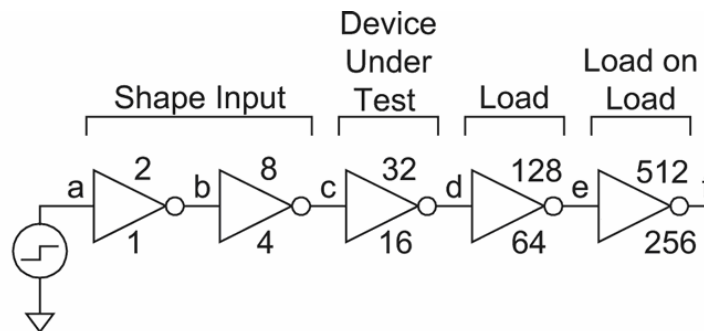 Device
Under
Test
Load on
Load
Shape Input
Load
2
8
32
128
512
a
b
c
d
e
1
4
16
64
256